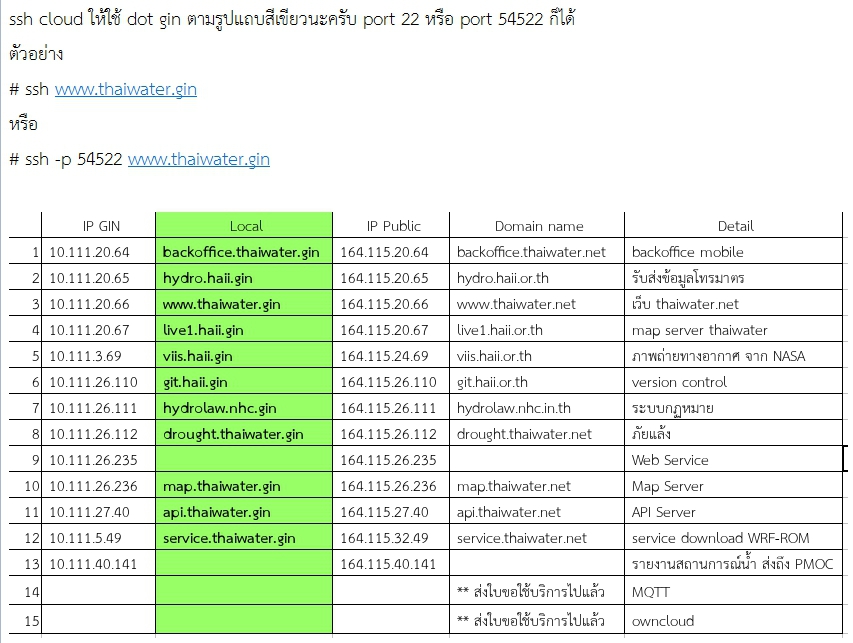 ssh cloud ให้ใช้ dot gin ตามรูปแถบสีเขียวนะครับ port 22 หรือ port 54522 ก็ได้
ตัวอย่าง
# ssh www.thaiwater.gin
หรือ
# ssh -p 54522 www.thaiwater.gin
IP GIN Local IP Public Domain name Detail
1 10.111.20.64 backoffice.thaiwater.gin 164.115.20.64 backoffice.thaiwater.net backoffice mobile
2 10.111.20.65 hydro.haii.gin 164.115.20.65 hydro.haii.or.th รับส่งข้อมูลโทรมาตร
3 10.111.20.66 www.thaiwater.gin 164.115.20.66 www.thaiwater.net เว็บ thaiwater.net
4 10.111.20.67 live1.haii.gin 164.115.20.67 live1.haii.or.th map server thaiwater
5 10.111.3.69 viis.haii.gin 164.115.24.69 viis.haii.or.th ภาพถ่ายทางอากาศ จาก NASA
6 10.111.26.110 git.haii.gin 164.115.26.110 git.haii.or.th version control
7 10.111.26.111 hydrolaw.nhc.gin 164.115.26.111 hydrolaw.nhc.in.th ระบบกฏหมาย
8 10.111.26.112 drought.thaiwater.gin 164.115.26.112 drought.thaiwater.net ภัยแล้ง
9 10.111.26.235 164.115.26.235 Web Service
10 10.111.26.236 map.thaiwater.gin 164.115.26.236 map.thaiwater.net Map Server
11 10.111.27.40 api.thaiwater.gin 164.115.27.40 api.thaiwater.net API Server
12 10.111.5.49 service.thaiwater.gin 164.115.32.49 service.thaiwater.net service download WRF-ROM
13 10.111.40.141 164.115.40.141 รายงานสถานการณ์น้ำ ส่งถึง PMOC
14 ** ส่งใบขอใช้บริการไปแล้ว MQTT
15 ** ส่งใบขอใช้บริการไปแล้ว owncloud